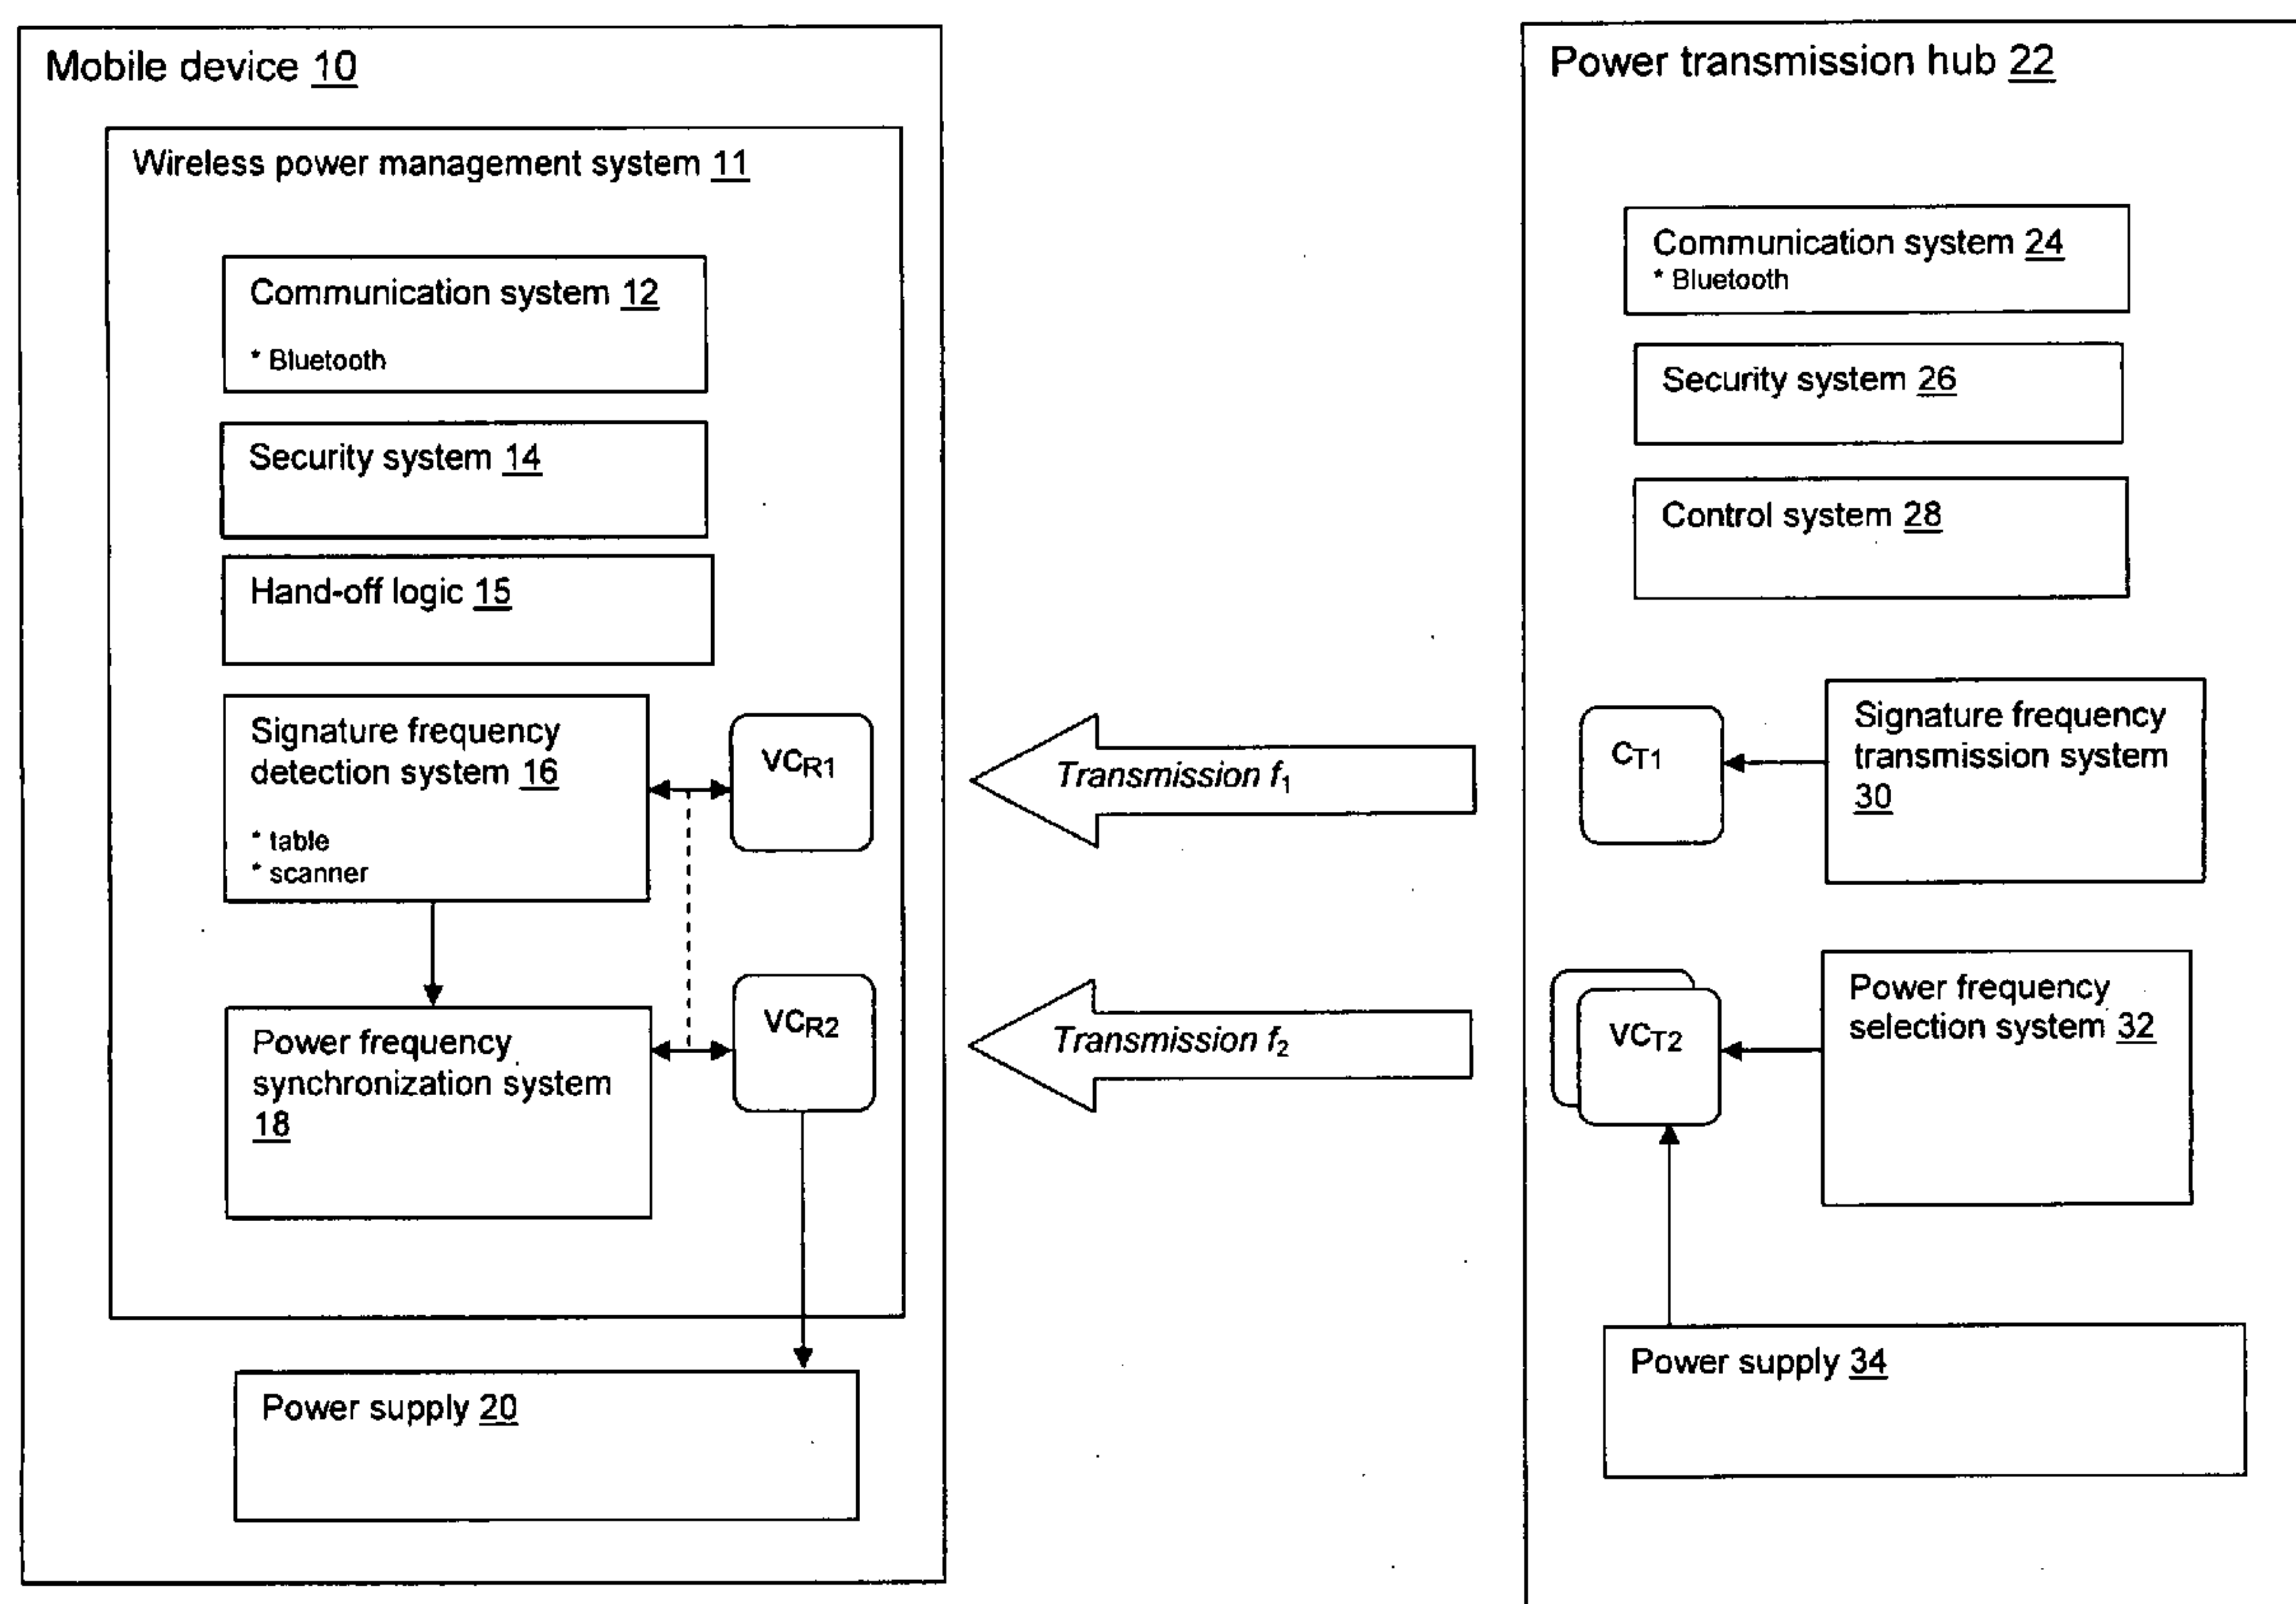 Mobile device 10
Wireless power management system 11
Communication system 12
* Bluetooth
Security system 14
Hand-off logic 15
Signature frequency
detection system 16
* table
* scanner
VCR1
Power frequency
synchronization system
18
VCR2
Power supply 20
Transmission f1
Transmission f2
Power transmission hub 22
Communication system 24
* Bluetooth
Security system 26
Control system 28
CT1
Signature frequency
transmission system
30
VCT2
Power frequency
selection system 32
Power supply 34